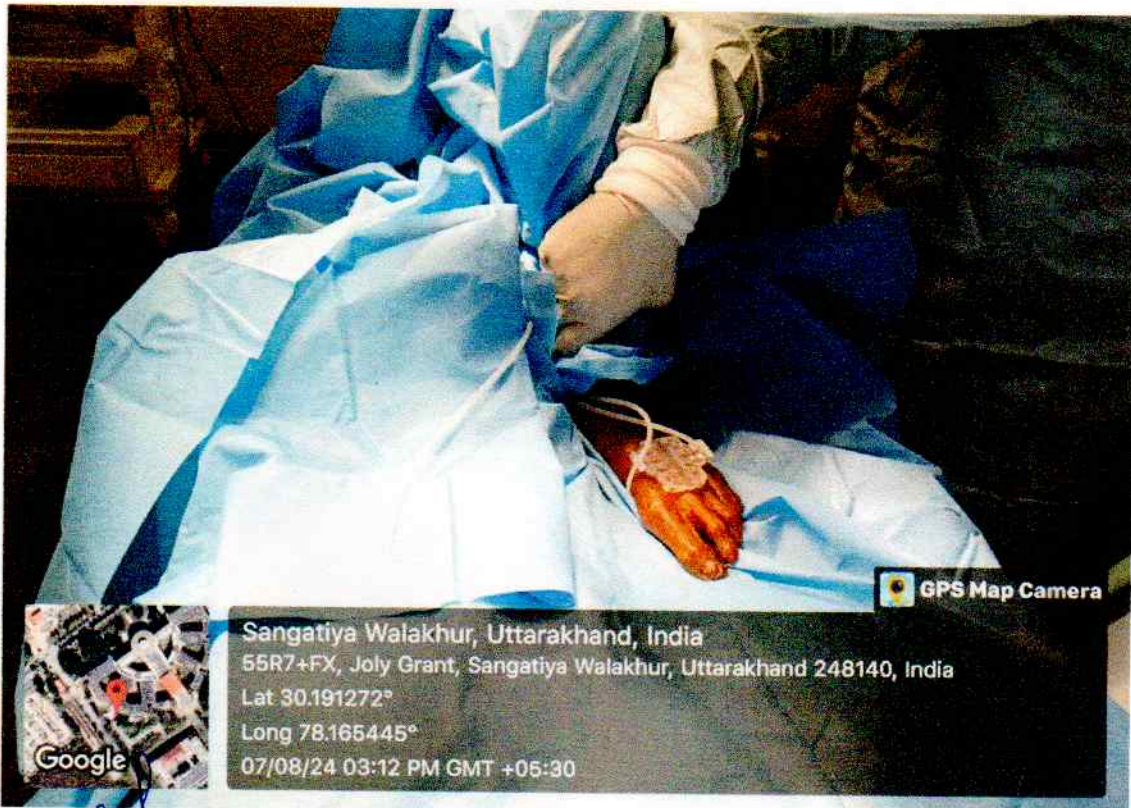 GPS Map Camera
Sangatiya Walakhur, Uttarakhand, India
55R7+FX, Joly Grant, Sangatiya Walakhur, Uttarakhand 248140, India
Lat 30.191272°
Long 78.165445°
07/08/24 03:12 PM GMT +05:30
Google